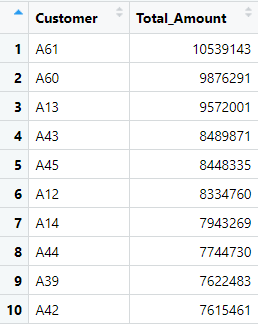 Customer Total_Amount
1 A61 10539143
2 A60 9876291
3 A13 9572001
4 A43 8489871
5 A45 8448335
6 A12 8334760
7 A14 7943269
8 A44 7744730
9 A39 7622483
10 A42 7615461